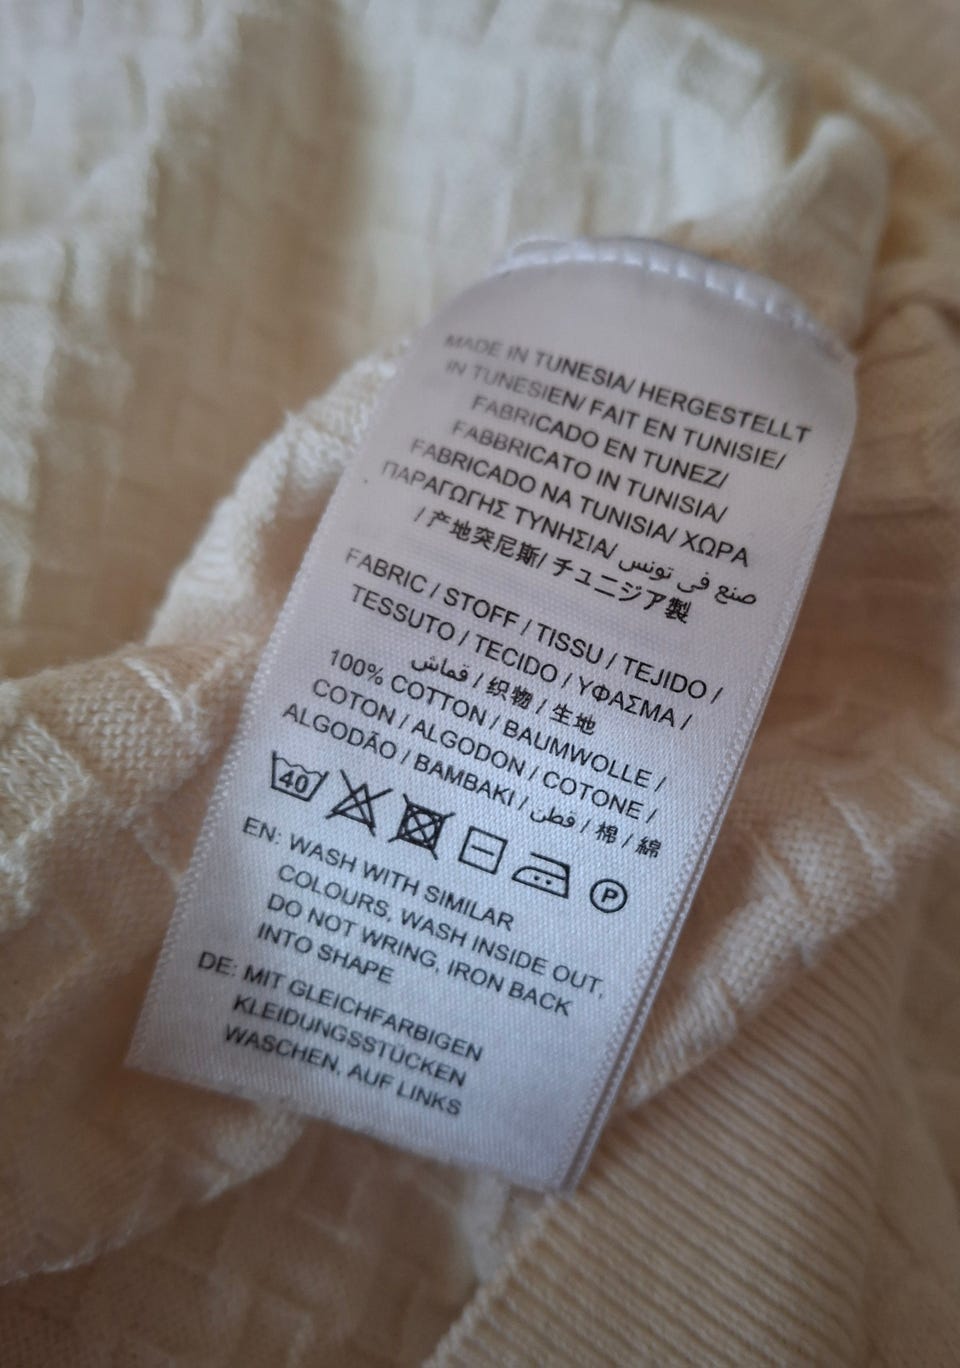 MADE IN TUNESIA/ HERGESTELLT
IN TUNESIEN/ FAIT EN TUNISIE/
FABRICADO EN TUNEZ/
FABBRICATO IN TUNISIA/
FABRICADO NA TUNISIA/ ΧΩΡΑ
ΠΑΡΑΓΩΓΗΣ ΤΥΝΗΣΙΑ/ صنع في تونس
/ 产地突尼斯/ チュニジア製
FABRIC / STOFF / TISSU / TEJIDO /
TESSUTO / TECIDO / ΥΦΑΣΜΑ /
قماش / 织物 / 生地
100% COTTON / BAUMWOLLE /
COTON / ALGODON / COTONE /
ALGODÃO / BAMBAKI / قطن / 棉 / 綿
40 P
EN: WASH WITH SIMILAR
COLOURS, WASH INSIDE OUT,
DO NOT WRING, IRON BACK
INTO SHAPE
DE: MIT GLEICHFARBIGEN
KLEIDUNGSSTÜCKEN
WASCHEN, AUF LINKS